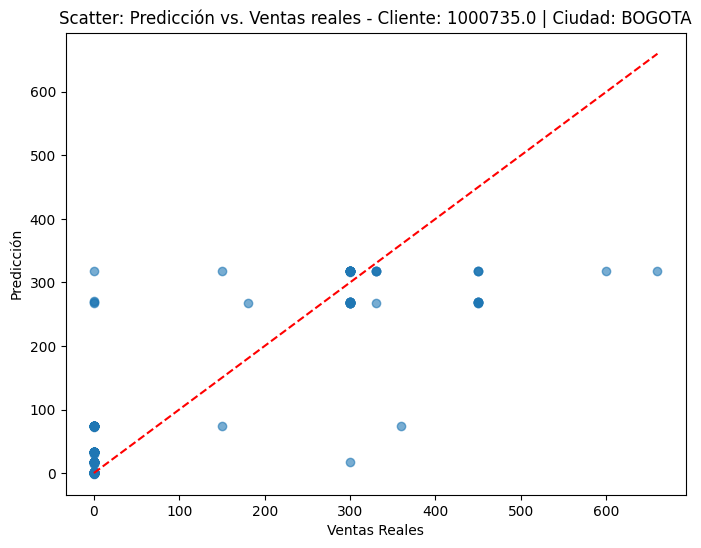 Scatter: Predicción vs. Ventas reales - Cliente: 1000735.0 | Ciudad: BOGOTA
Predicción
600
500
400
300
200
100
0
0 100 200 300 400 500 600
Ventas Reales